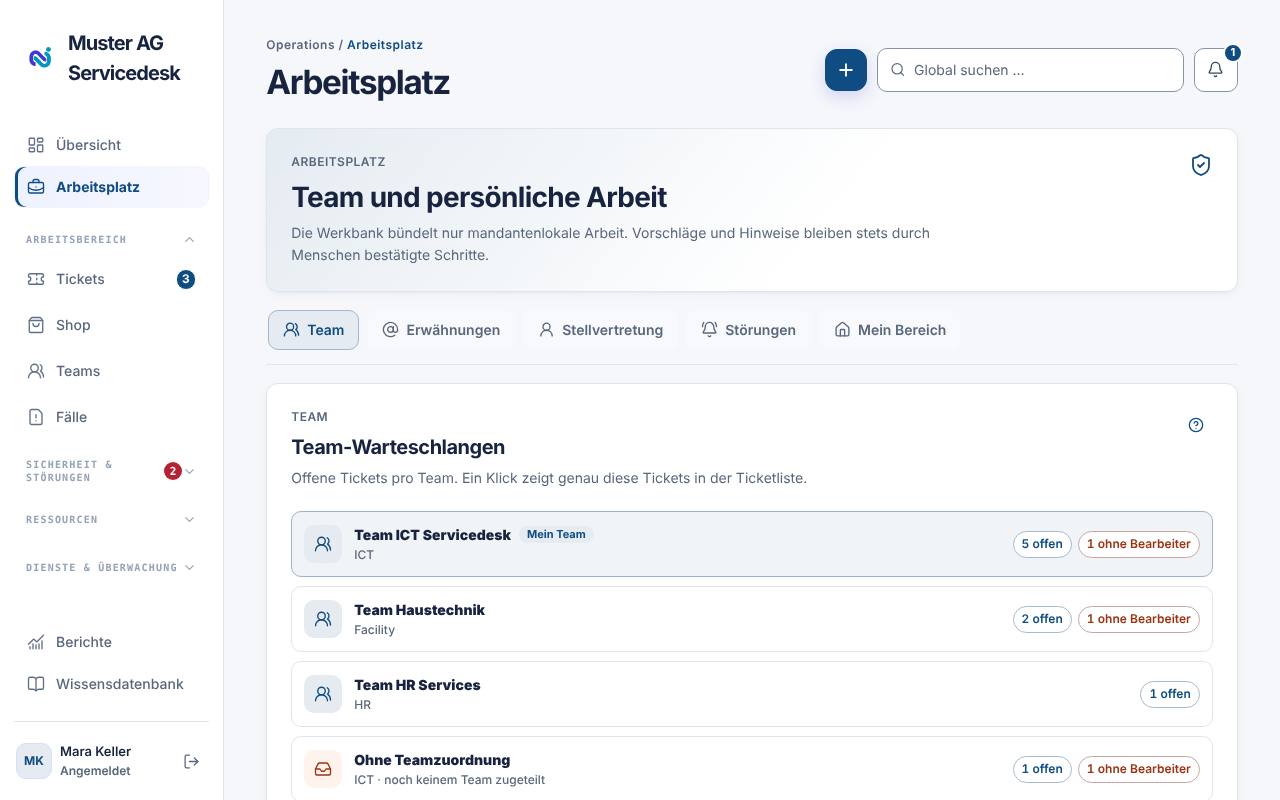 Muster AG
Servicedesk
Übersicht
Arbeitsplatz
ARBEITSBEREICH
Tickets 3
Shop
Teams
Fälle
SICHERHEIT &
STÖRUNGEN
2
RESSOURCEN
DIENSTE & ÜBERWACHUNG
Berichte
Wissensdatenbank
MK
Mara Keller
Angemeldet
Operations / Arbeitsplatz
Arbeitsplatz
Global suchen ...
1
ARBEITSPLATZ
Team und persönliche Arbeit
Die Werkbank bündelt nur mandantenlokale Arbeit. Vorschläge und Hinweise bleiben stets durch
Menschen bestätigte Schritte.
Team Erwähnungen Stellvertretung Störungen Mein Bereich
TEAM
Team-Warteschlangen
Offene Tickets pro Team. Ein Klick zeigt genau diese Tickets in der Ticketliste.
Team ICT Servicedesk Mein Team
ICT
5 offen 1 ohne Bearbeiter
Team Haustechnik
Facility
2 offen 1 ohne Bearbeiter
Team HR Services
HR
1 offen
Ohne Teamzuordnung
ICT · noch keinem Team zugeteilt
1 offen 1 ohne Bearbeiter